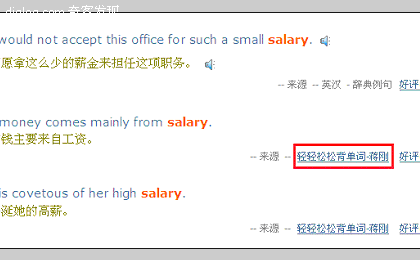 dialog.com 奇客发现
would not accept this office for such a small salary.
愿拿这么少的薪金来担任这项职务。
-- 来源 -- 英汉 - 辞典例句 好评
money comes mainly from salary.
钱主要来自工资。
-- 来源 -- 轻轻松松背单词-蒋刚 好评
is covetous of her high salary.
涎她的高薪。
-- 来源 -- 轻轻松松背单词-蒋刚 好评